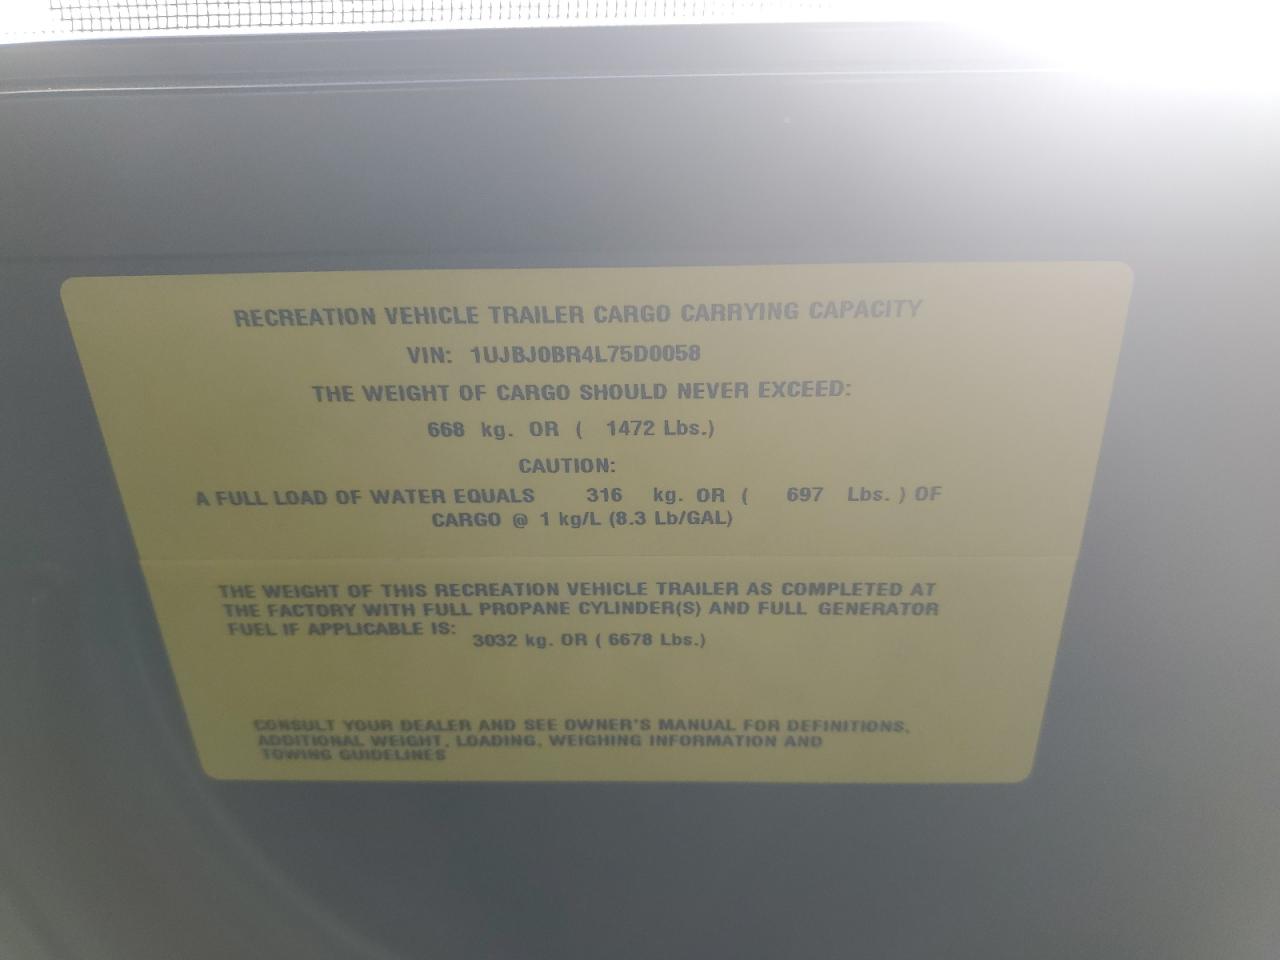 RECREATION VEHICLE TRAILER CARGO CARRYING CAPACITY
VIN: 1UJBJ0BR4L75D0058
THE WEIGHT OF CARGO SHOULD NEVER EXCEED:
668 kg. OR ( 1472 Lbs.)
CAUTION:
A FULL LOAD OF WATER EQUALS 316 kg. OR ( 697 Lbs. ) OF
CARGO @ 1 kg/L (8.3 Lb/GAL)
THE WEIGHT OF THIS RECREATION VEHICLE TRAILER AS COMPLETED AT
THE FACTORY WITH FULL PROPANE CYLINDER(S) AND FULL GENERATOR
FUEL IF APPLICABLE IS:
3032 kg. OR ( 6678 Lbs.)
CONSULT YOUR DEALER AND SEE OWNER'S MANUAL FOR DEFINITIONS,
ADDITIONAL WEIGHT, LOADING, WEIGHING INFORMATION AND
TOWING GUIDELINES